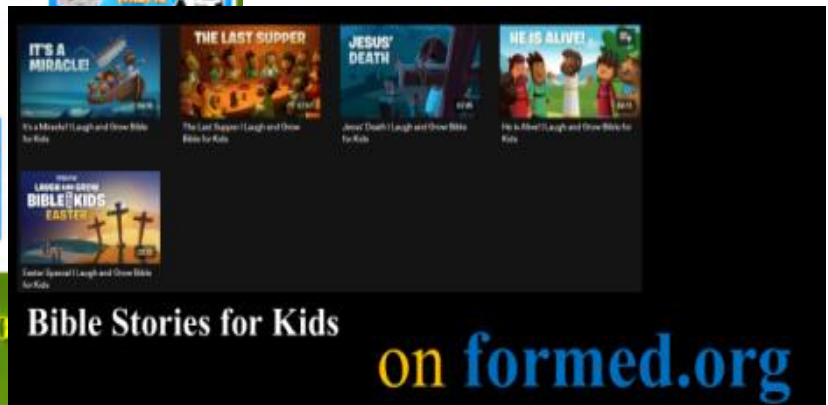 IT'S A
MIRACLE!
It's a Miracle! | Laugh and Grow Bible
for Kids
THE LAST SUPPER
The Last Supper | Laugh and Grow
Bible for Kids
JESUS'
DEATH
Jesus' Death | Laugh and Grow Bible
for Kids
HE IS ALIVE!
He is Alive! | Laugh and Grow Bible for
Kids
LAUGH AND GROW
BIBLE FOR KIDS
EASTER
Easter Special | Laugh and Grow Bible
for Kids
Bible Stories for Kids
on formed.org